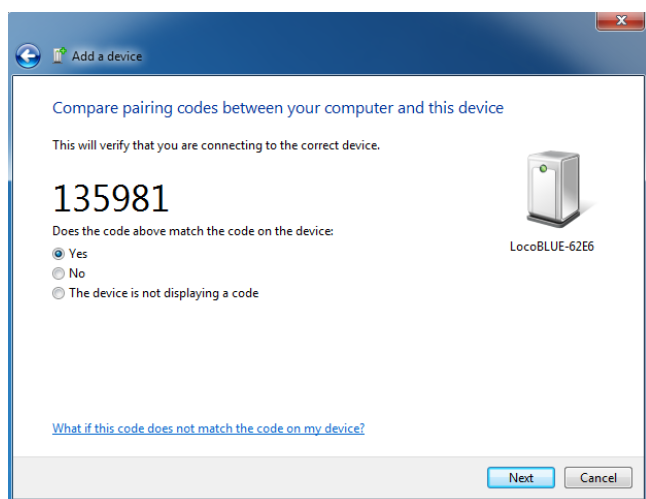 Add a device
Compare pairing codes between your computer and this device
This will verify that you are connecting to the correct device.
135981
Does the code above match the code on the device:
Yes
No
The device is not displaying a code
LocoBLUE-62E6
What if this code does not match the code on my device?
Next
Cancel